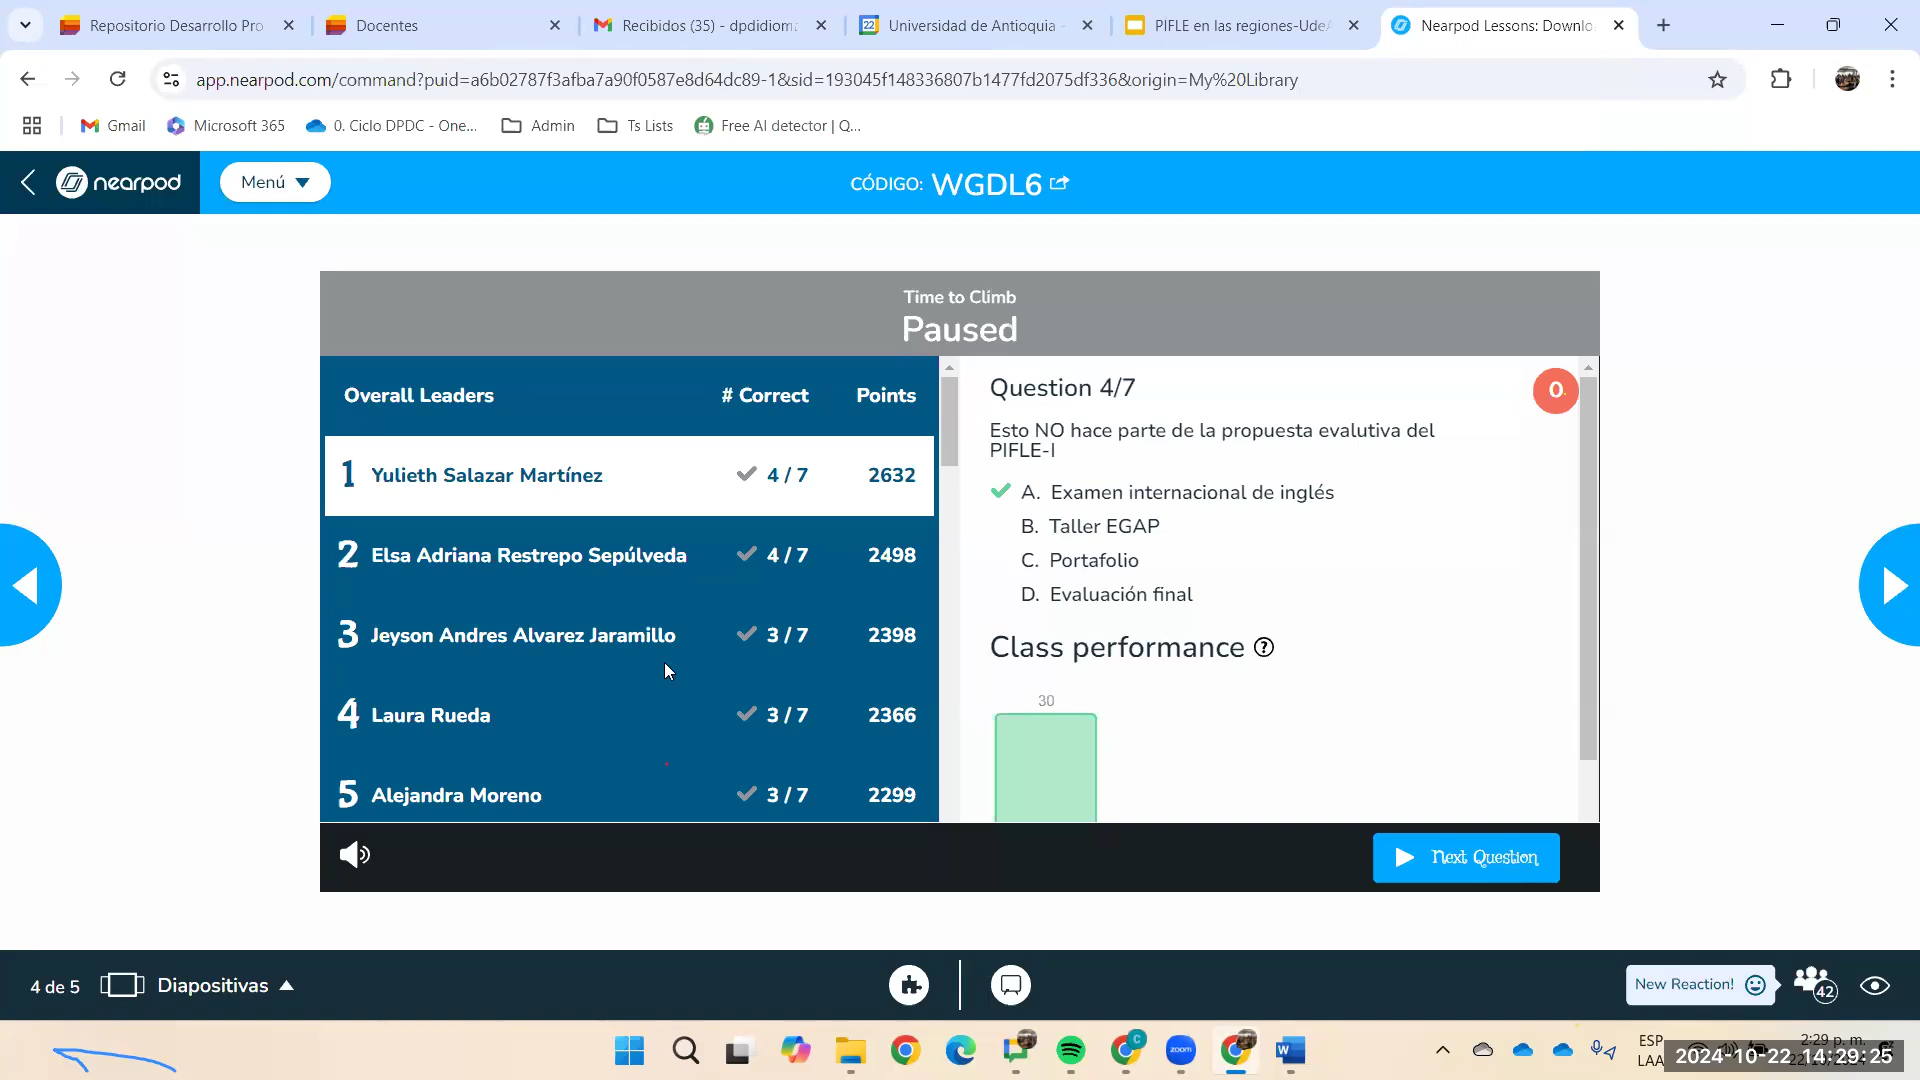 Repositorio Desarrollo Pro
Docentes
Recibidos (35) - dpdidiom
Universidad de Antioquia -
PIFLE en las regiones-Ude
Nearpod Lessons: Downlo
app.nearpod.com/command?puid=a6b02787f3afba7a90f0587e8d64dc89-1&sid=193045f148336807b1477fd2075df336&origin=My%20Library
Gmail
Microsoft 365
0. Ciclo DPDC - One...
Admin
Ts Lists
Free AI detector | Q...
nearpod
Menú
CÓDIGO: WGDL6
Time to Climb
Paused
Overall Leaders # Correct Points
1 Yulieth Salazar Martínez 4 / 7 2632
2 Elsa Adriana Restrepo Sepúlveda 4 / 7 2498
3 Jeyson Andres Alvarez Jaramillo 3 / 7 2398
4 Laura Rueda 3 / 7 2366
5 Alejandra Moreno 3 / 7 2299
Question 4/7
0
Esto NO hace parte de la propuesta evalutiva del
PIFLE-I
A. Examen internacional de inglés
B. Taller EGAP
C. Portafolio
D. Evaluación final
Class performance ?
30
Next Question
4 de 5
Diapositivas
New Reaction!
42
zoom
ESP
LAA
2:29 p. m.
2024-10-22 14:29:25